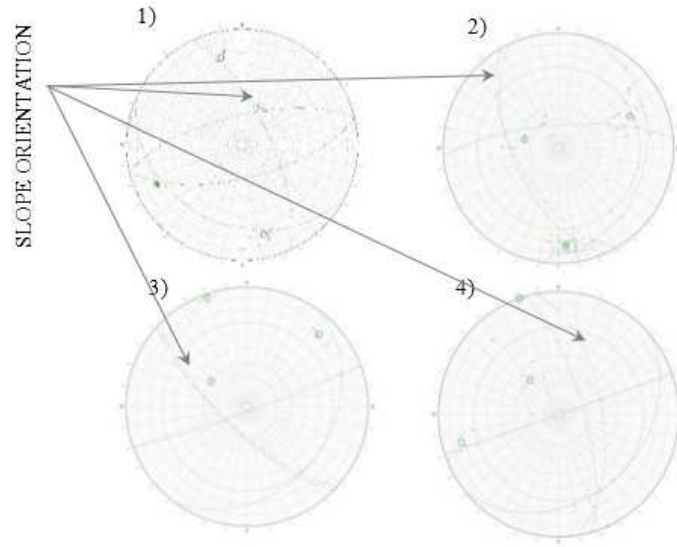 1)
2)
SLOPE ORIENTATION
3)
4)
d